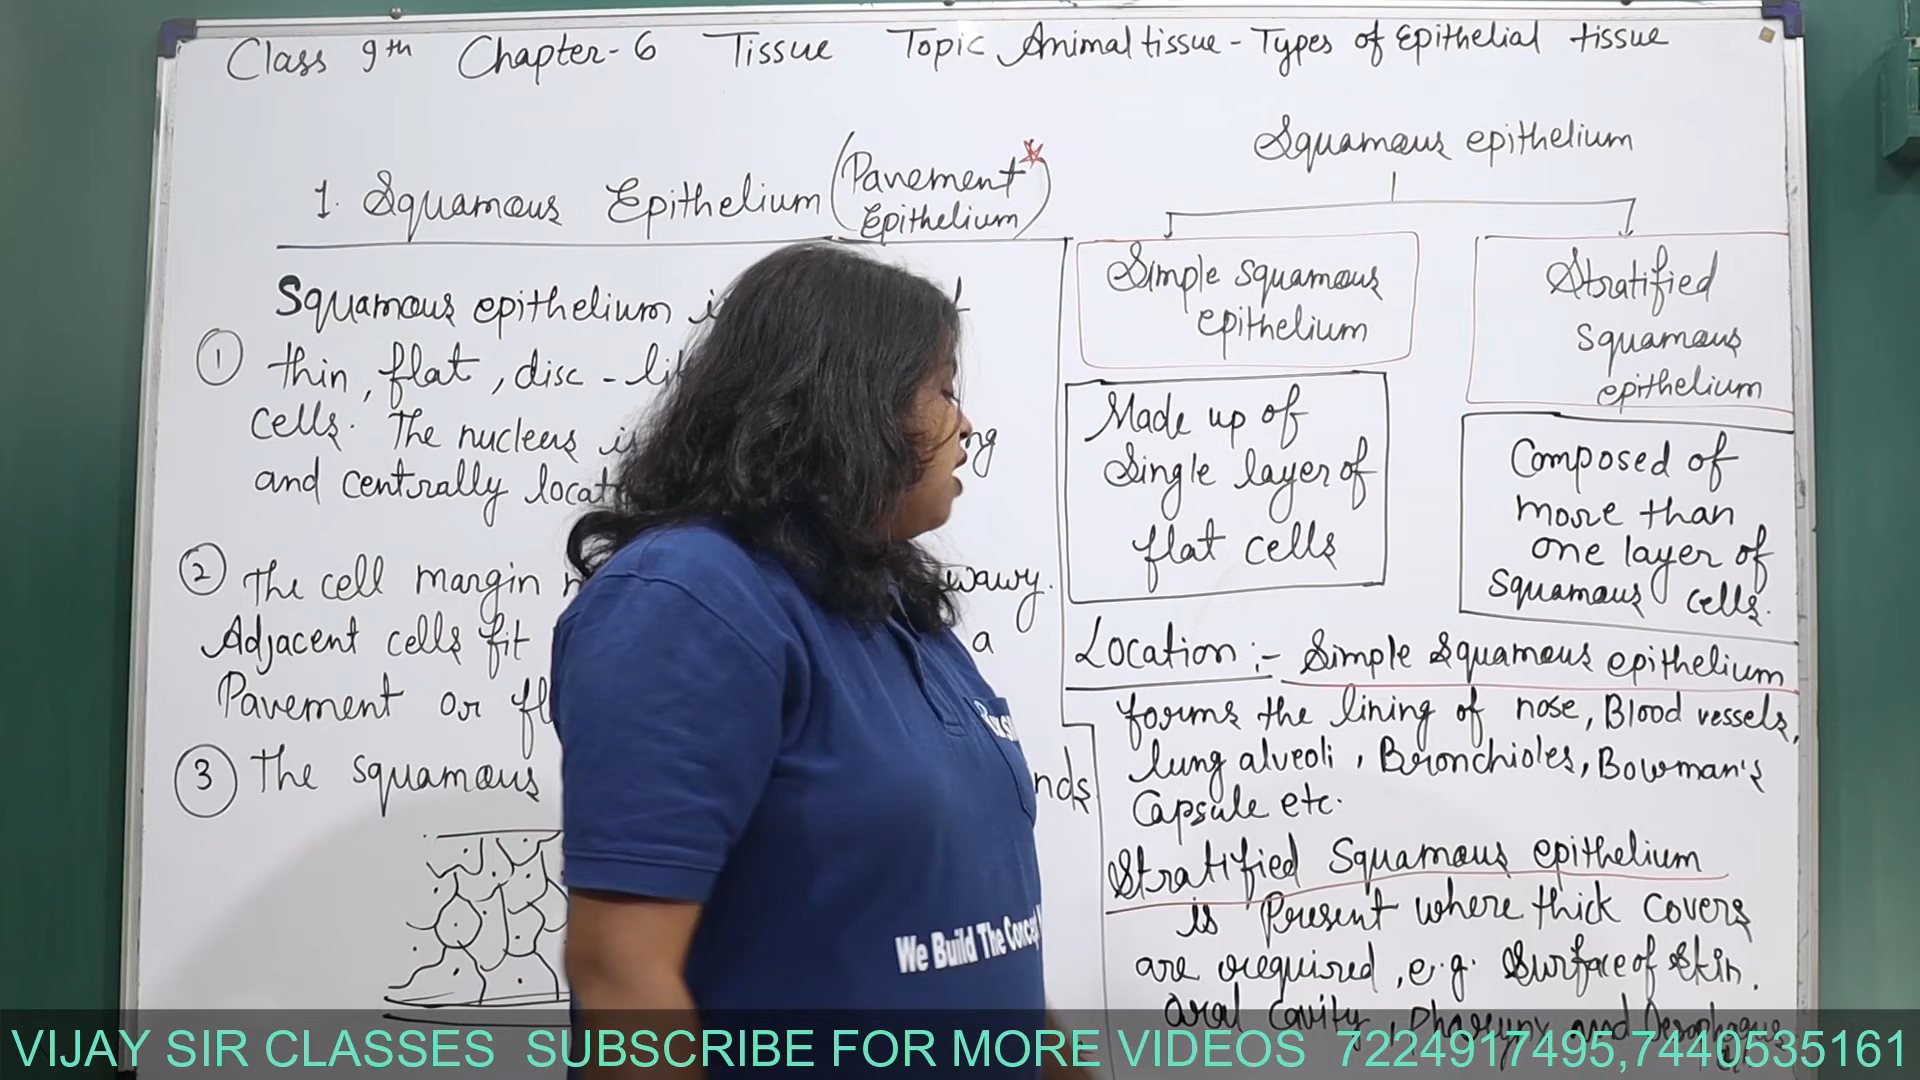 Class 9th Chapter-6 Tissue Topic Animal tissue - Types of Epithelial tissue
1. Squamous Epithelium (Pavement Epithelium)
Squamous epithelium
① thin, flat, disc -
cells. The nucleus is
and centrally
② The cell margin wavy.
Adjacent cells fit a
Pavement or
③ The squamous
Squamous epithelium
Simple squamous
epithelium
Stratified
squamous
epithelium
Made up of
Single layer of
flat cells
Composed of
more than
one layer of
squamous cells.
Location :- Simple squamous epithelium
forms the lining of nose, Blood vessels,
lung alveoli, Bronchioles, Bowman's
Capsule etc.
Stratified Squamous epithelium
is Present where thick covers
are required, e.g. Surface of skin.
oral cavity, Pharynx and
We Build The
VIJAY SIR CLASSES SUBSCRIBE FOR MORE VIDEOS 7224917495,7440535161